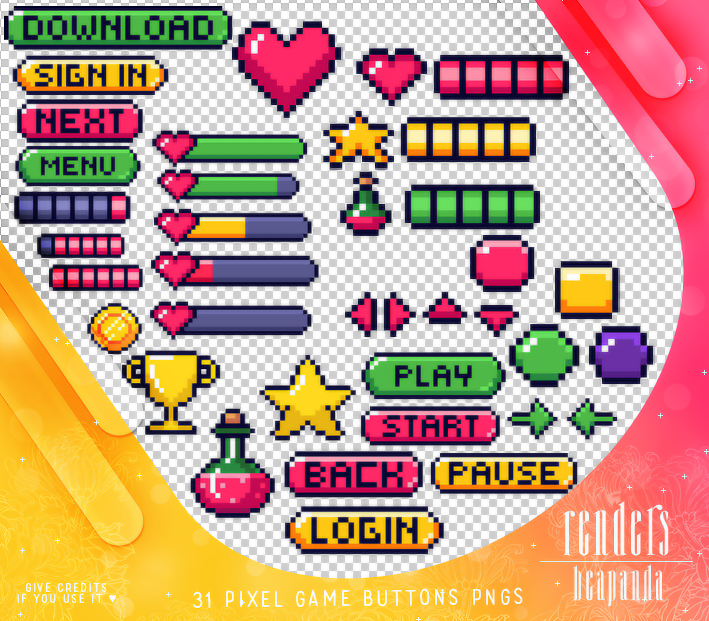 DOWNLOAD
SIGN IN
NEXT
MENU
PLAY
START
BACK
PAUSE
LOGIN
renders
beapanda
GIVE CREDITS
IF YOU USE IT ♥
31 PIXEL GAME BUTTONS PNGS